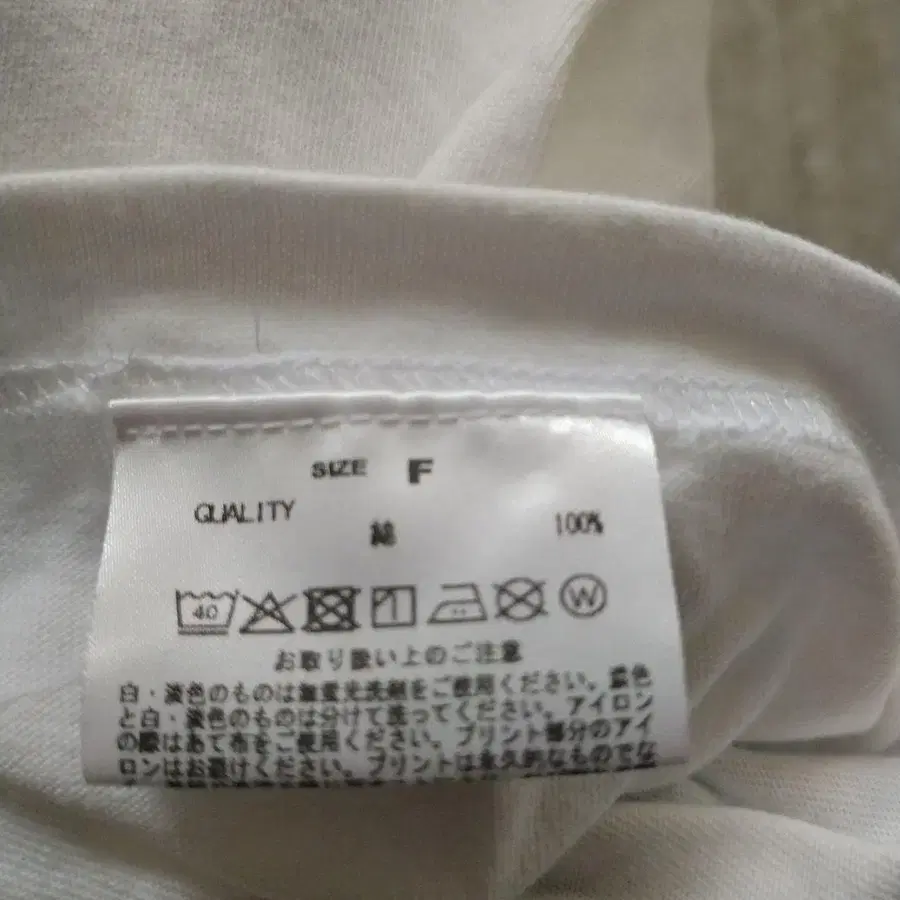 SIZE F
QUALITY
綿 100%
40 W
お取り扱い上のご注意
白・淡色のものは無蛍光洗剤をご使用ください。濃色
と白・淡色のものは分けて洗ってください。アイロン
の際はあて布をご使用ください。プリント部分のアイ
ロンはお避けください。プリントは永久的なものでな